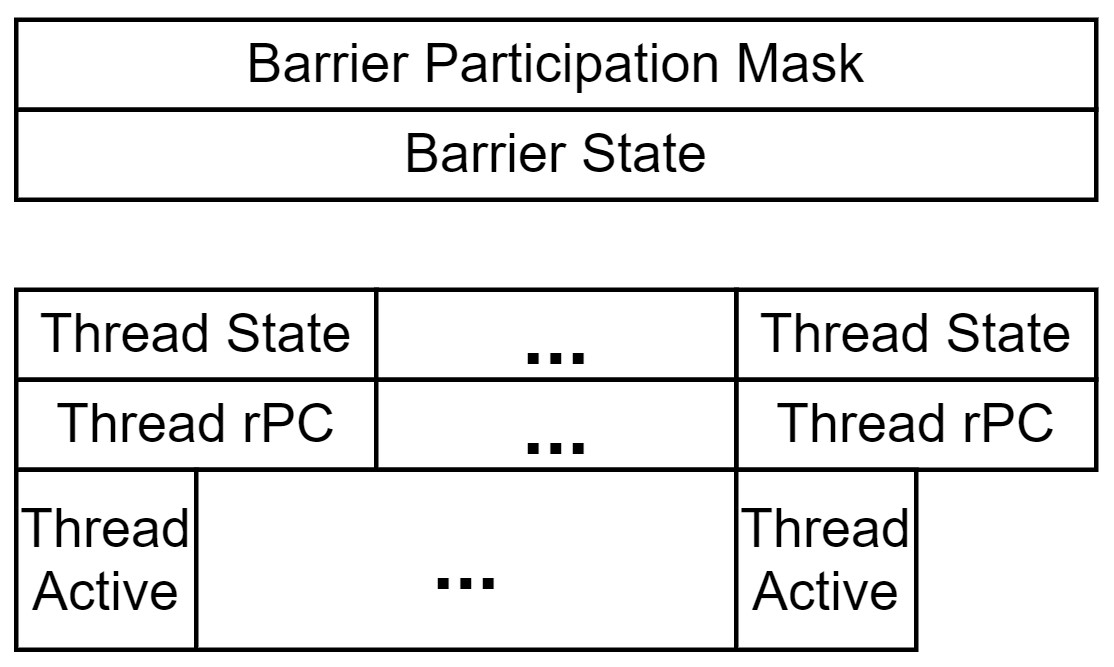 Barrier Participation Mask
Barrier State
Thread State ... Thread State
Thread rPC ... Thread rPC
Thread Thread
Active ... Active